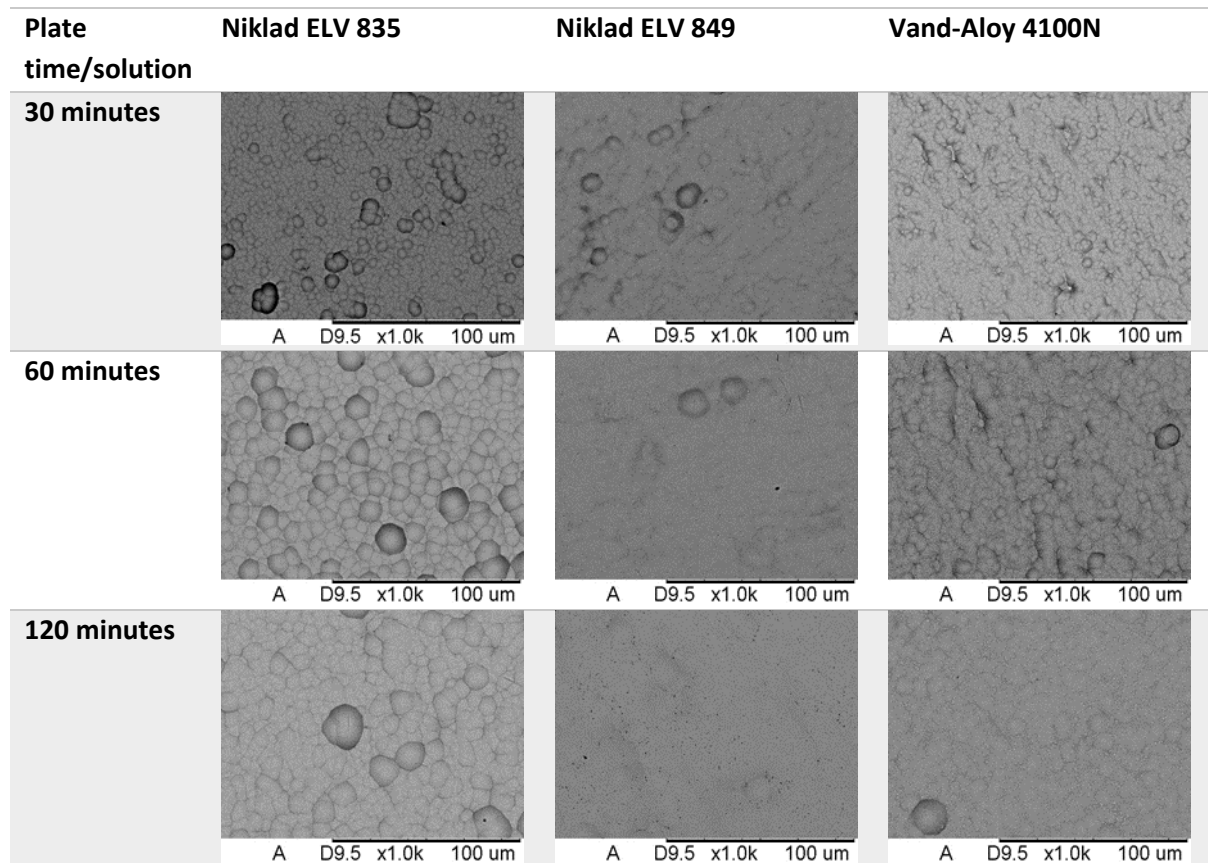 Plate time/solution Niklad ELV 835 Niklad ELV 849 Vand-Aloy 4100N
30 minutes
A D9.5 x1.0k 100 um A D9.5 x1.0k 100 um A D9.5 x1.0k 100 um
60 minutes
A D9.5 x1.0k 100 um A D9.5 x1.0k 100 um A D9.5 x1.0k 100 um
120 minutes
A D9.5 x1.0k 100 um A D9.5 x1.0k 100 um A D9.5 x1.0k 100 um